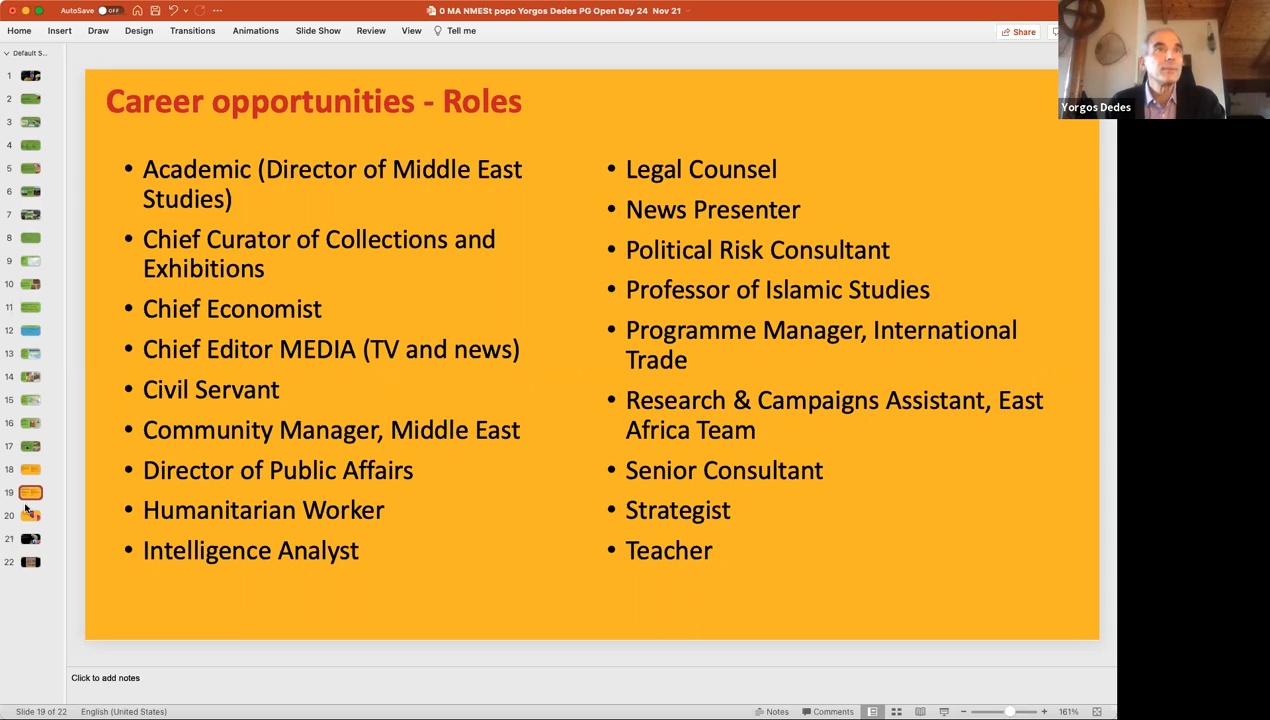 AutoSave OFF
0 MA NMESt popo Yorgos Dedes PG Open Day 24 Nov 21
Home Insert Draw Design Transitions Animations Slide Show Review View Tell me
Share
Default S...
1
2
3
4
5
6
7
8
9
10
11
12
13
14
15
16
17
18
19
20
21
22
Career opportunities - Roles
• Academic (Director of Middle East
Studies)
• Chief Curator of Collections and
Exhibitions
• Chief Economist
• Chief Editor MEDIA (TV and news)
• Civil Servant
• Community Manager, Middle East
• Director of Public Affairs
• Humanitarian Worker
• Intelligence Analyst
• Legal Counsel
• News Presenter
• Political Risk Consultant
• Professor of Islamic Studies
• Programme Manager, International
Trade
• Research & Campaigns Assistant, East
Africa Team
• Senior Consultant
• Strategist
• Teacher
Yorgos Dedes
Click to add notes
Slide 19 of 22 English (United States) Notes Comments 161%